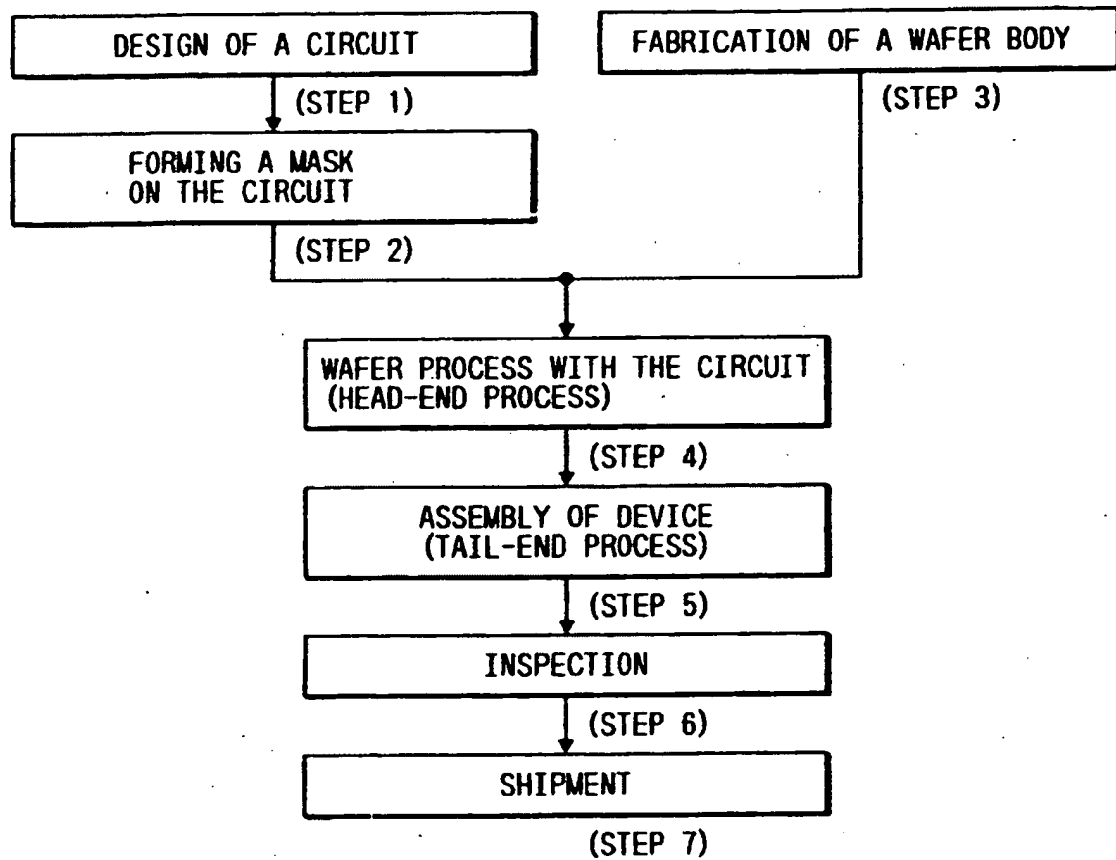 DESIGN OF A CIRCUIT
(STEP 1)
FORMING A MASK
ON THE CIRCUIT
(STEP 2)
FABRICATION OF A WAFER BODY
(STEP 3)
WAFER PROCESS WITH THE CIRCUIT
(HEAD-END PROCESS)
(STEP 4)
ASSEMBLY OF DEVICE
(TAIL-END PROCESS)
(STEP 5)
INSPECTION
(STEP 6)
SHIPMENT
(STEP 7)